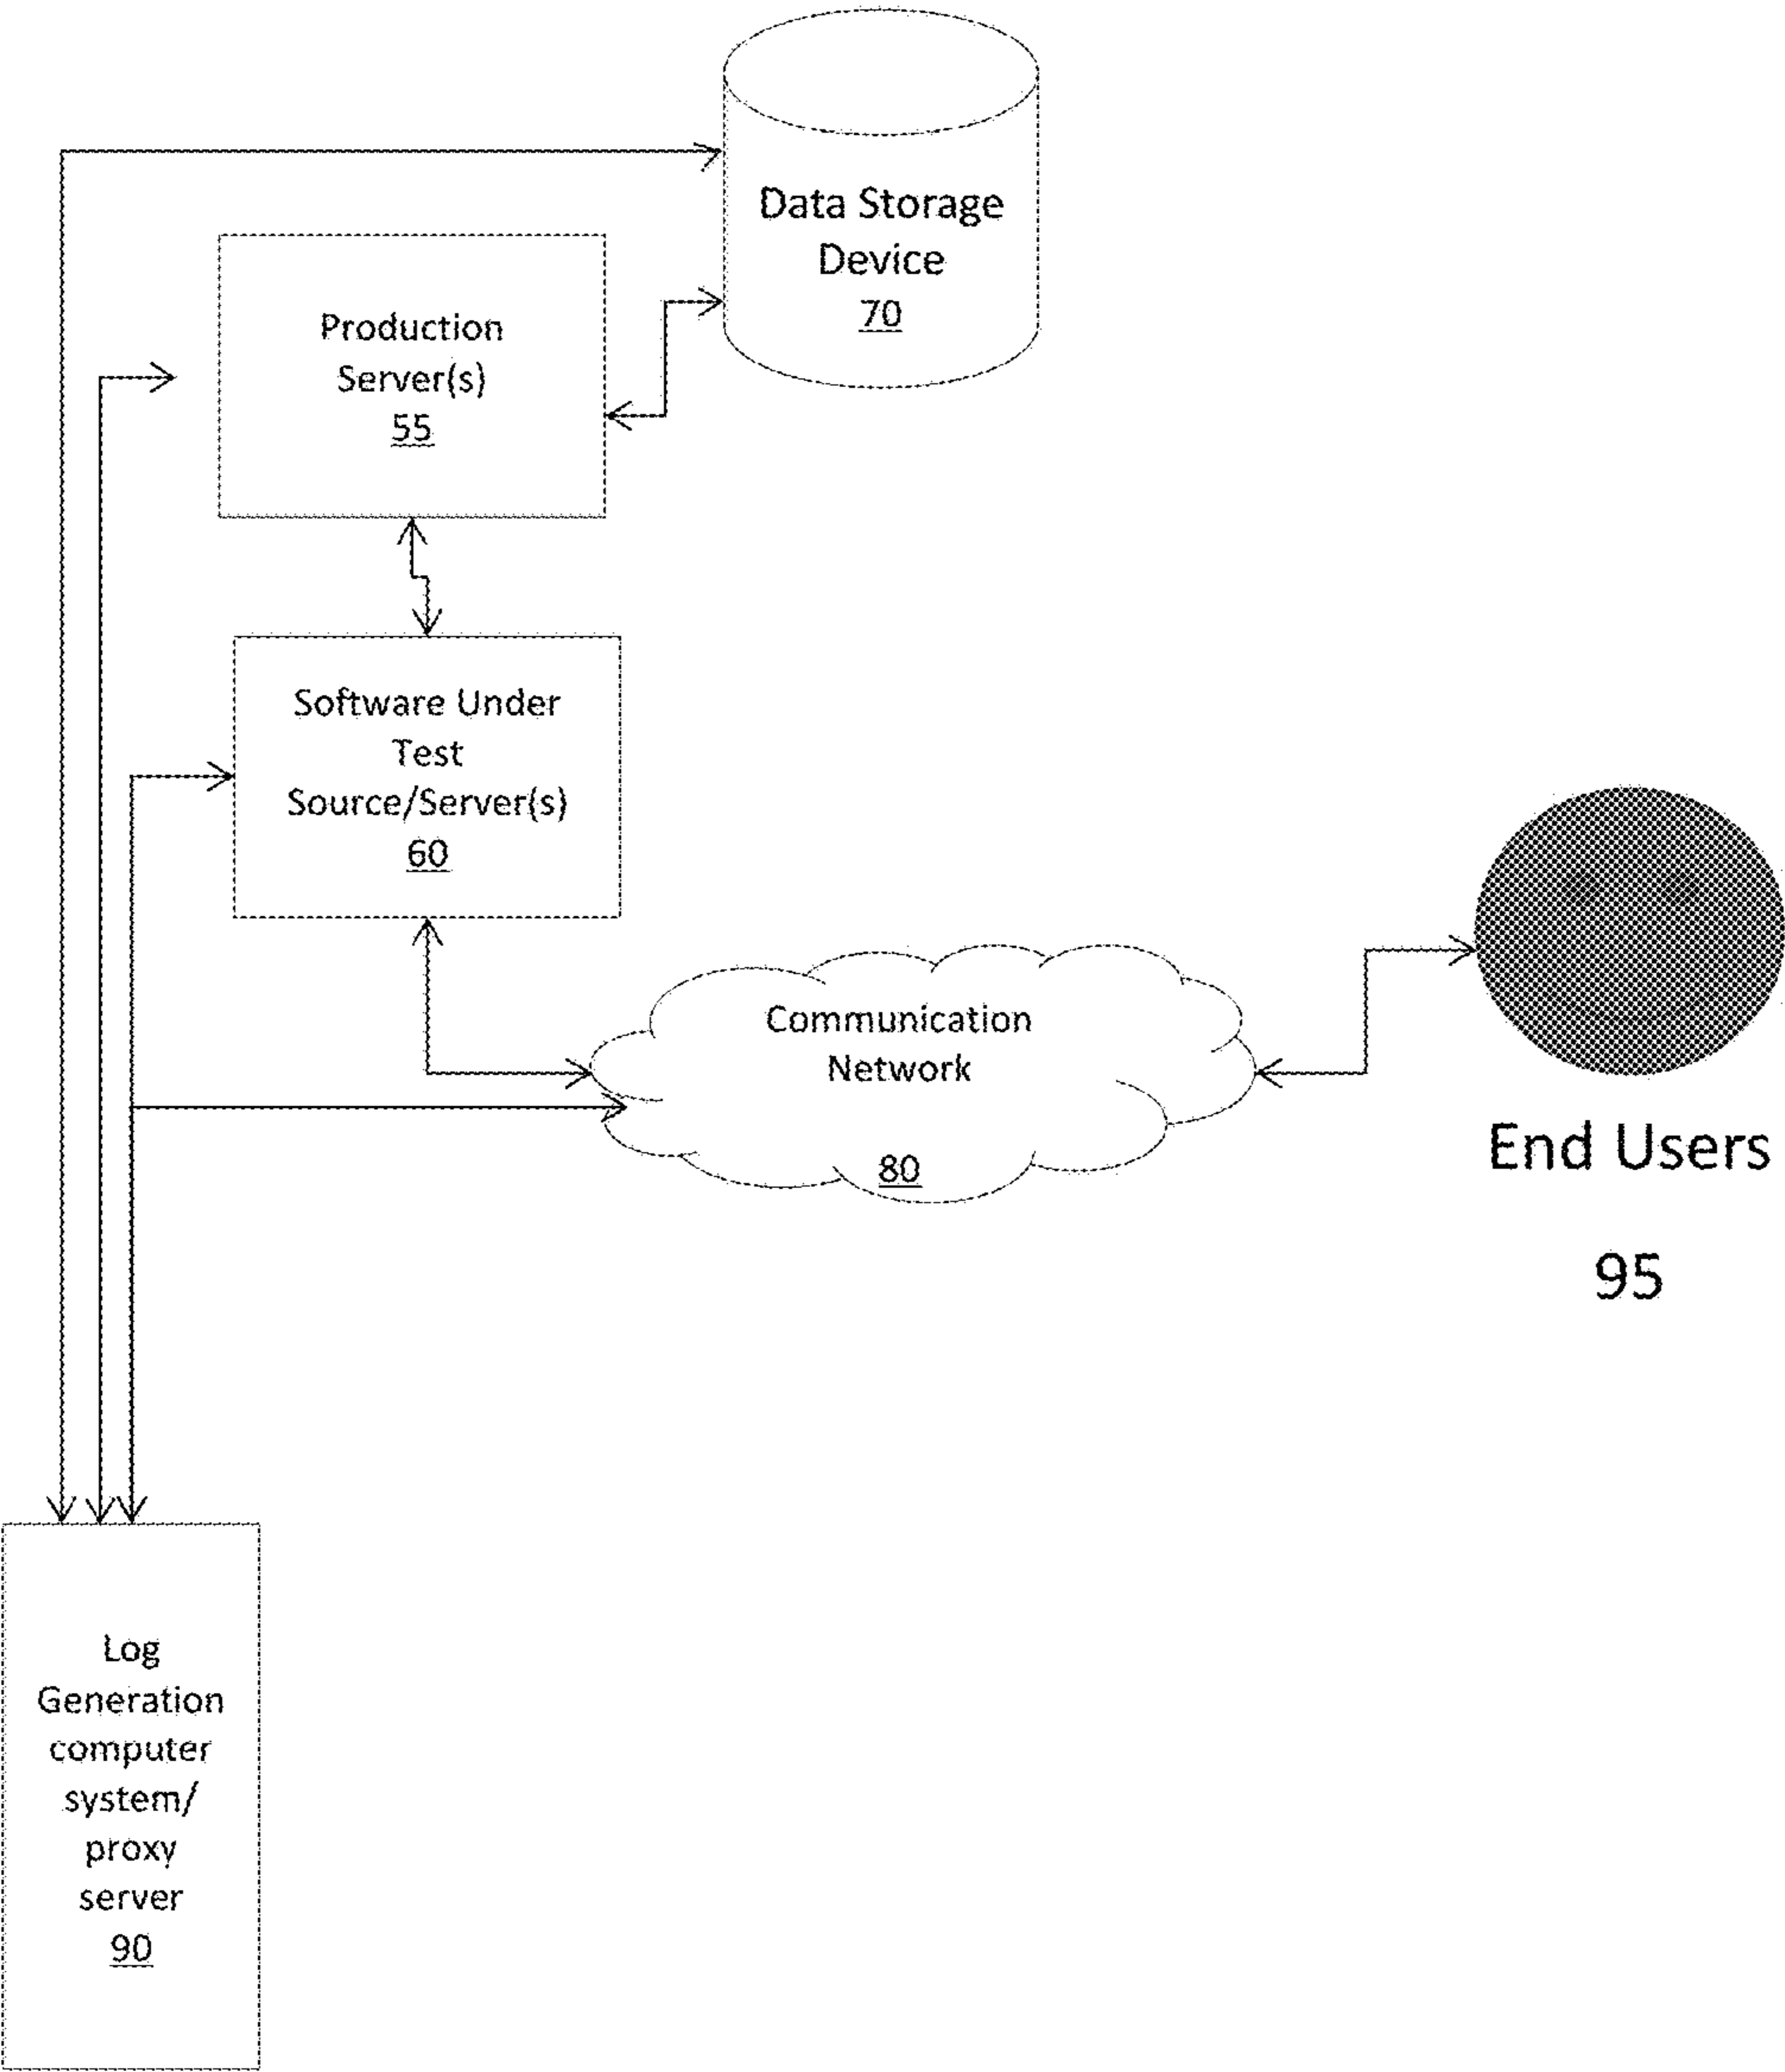 Data Storage
Device
70
Production
Server(s)
55
Software Under
Test
Source/Server(s)
60
Communication
Network
80
End Users
95
Log
Generation
computer
system/
proxy
server
90